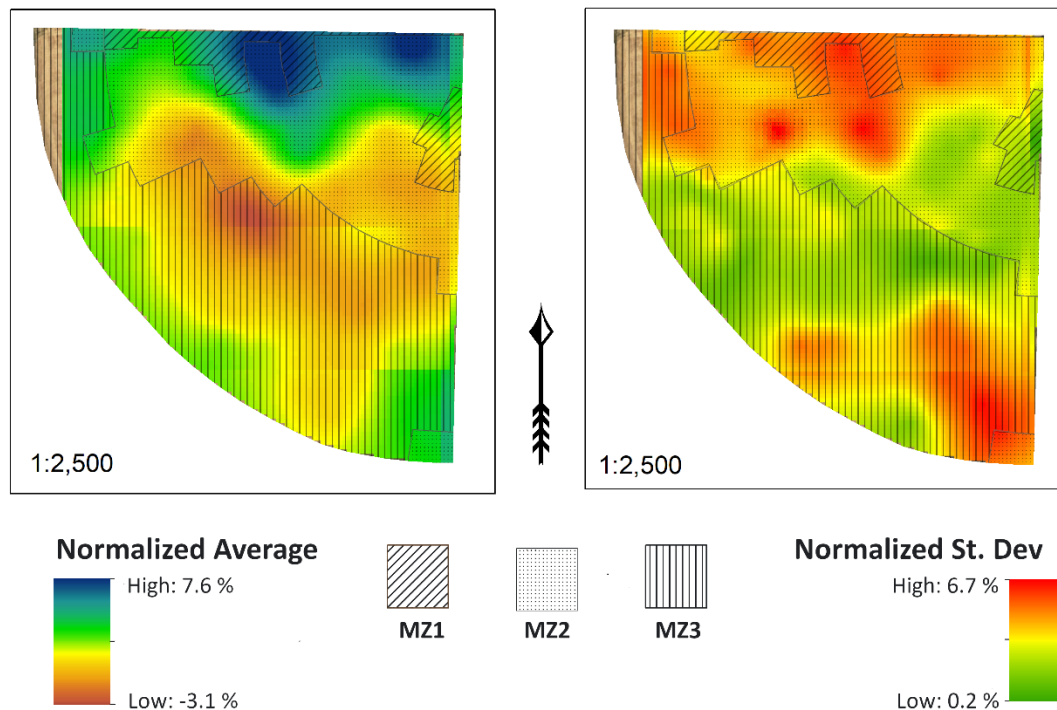 1:2,500
1:2,500
Normalized Average
High: 7.6 %
Low: -3.1 %
MZ1
MZ2
MZ3
Normalized St. Dev
High: 6.7 %
Low: 0.2 %